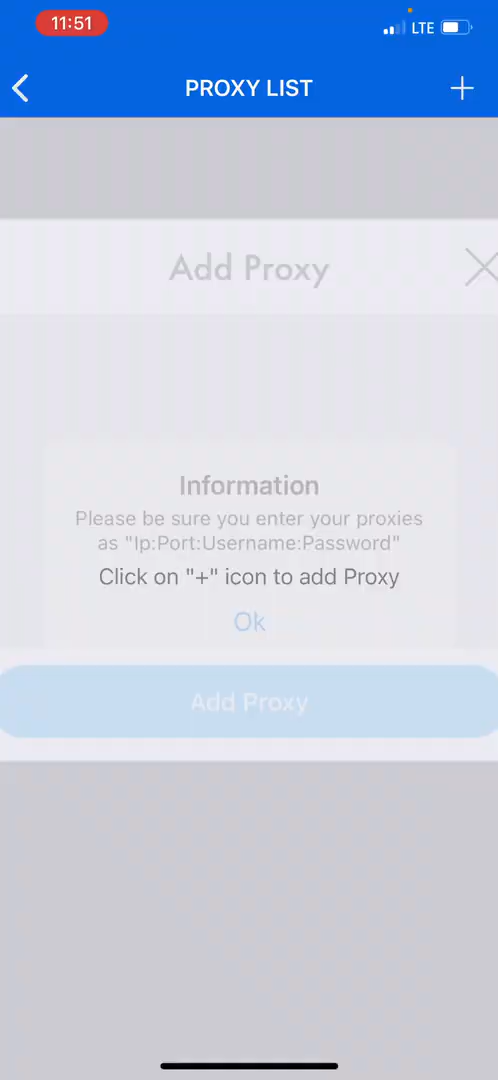 11:51
LTE
PROXY LIST
Add Proxy
Information
Please be sure you enter your proxies
as "Ip:Port:Username:Password"
Click on "+" icon to add Proxy
Ok
Add Proxy